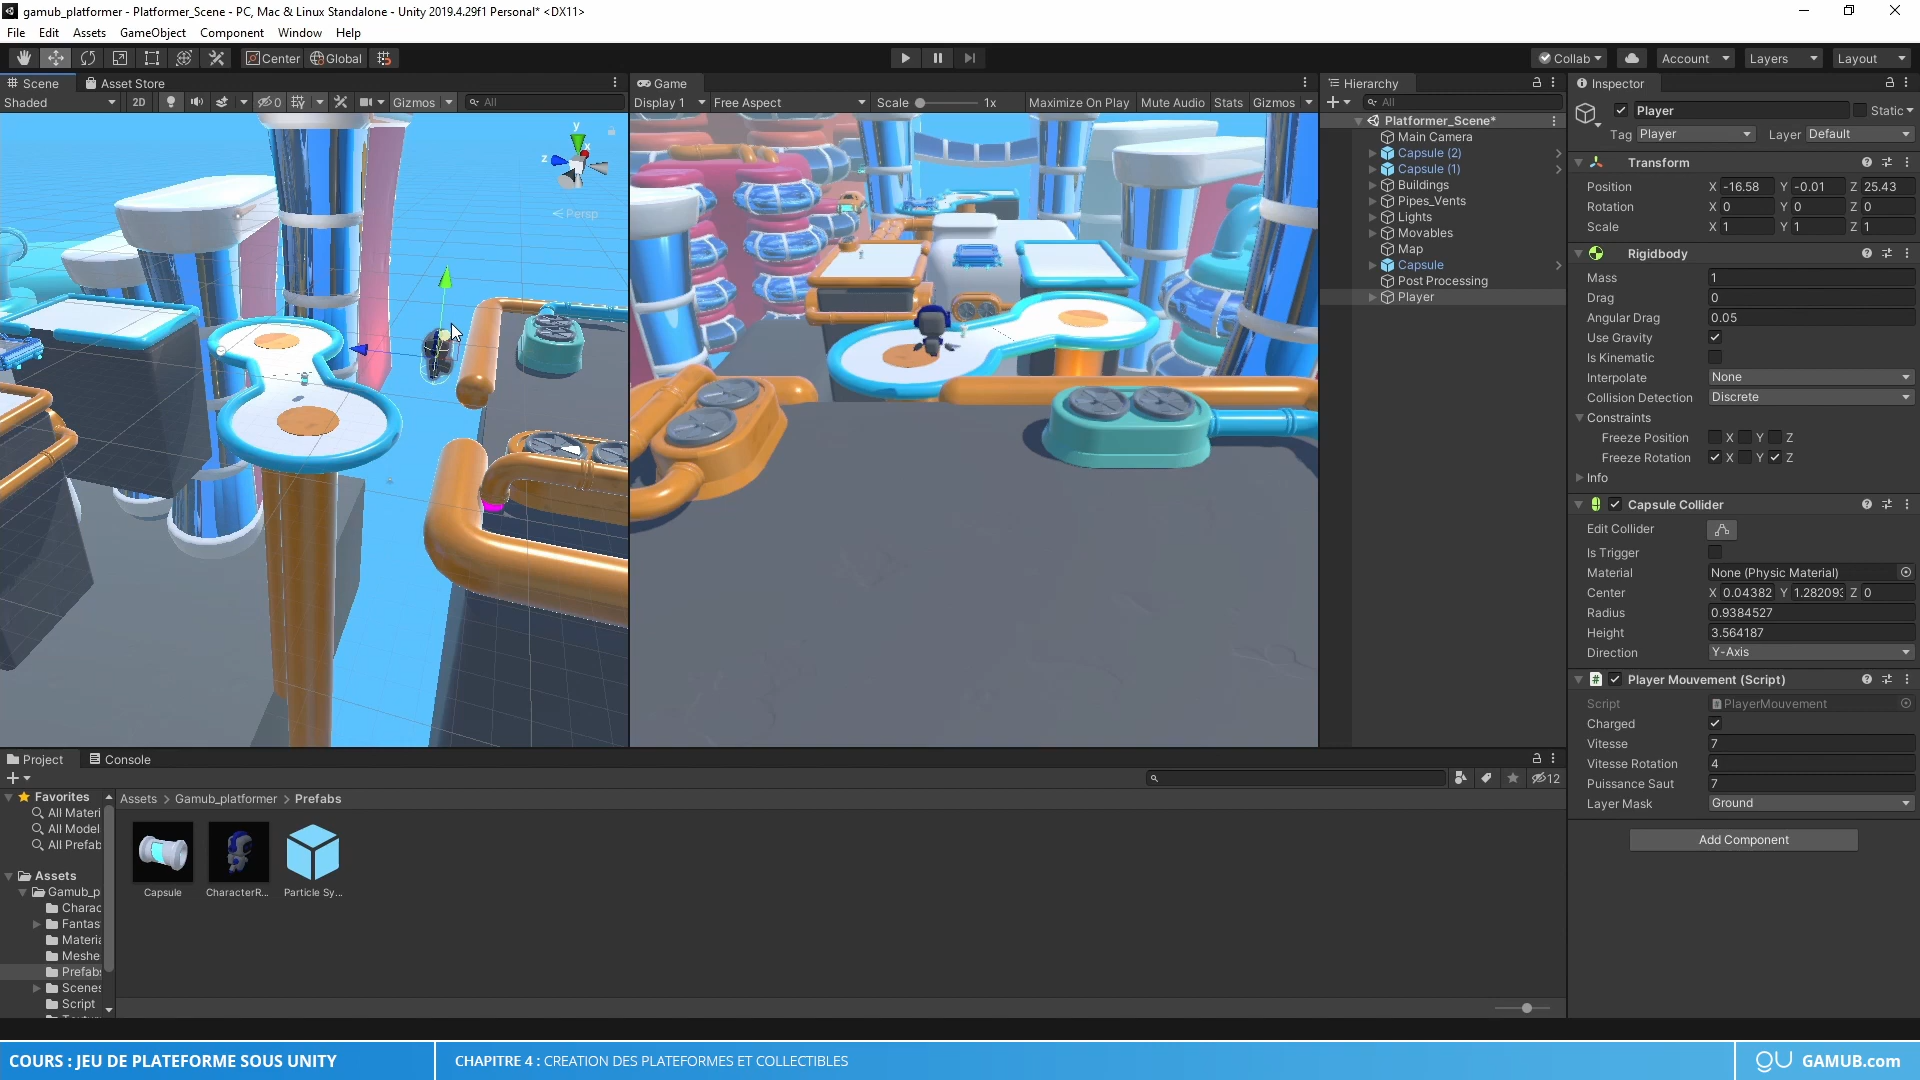 gamub_platformer - Platformer_Scene - PC, Mac & Linux Standalone - Unity 2019.4.29f1 Personal* <DX11>
File Edit Assets GameObject Component Window Help
Center Global
Collab Account Layers Layout
Scene Asset Store
Shaded 2D 0 Gizmos All
y
x
z
Persp
Game
Display 1 Free Aspect Scale 1x Maximize On Play Mute Audio Stats Gizmos
Hierarchy
All
Platformer_Scene*
Main Camera
Capsule (2)
Capsule (1)
Buildings
Pipes_Vents
Lights
Movables
Map
Capsule
Post Processing
Player
Inspector
Player Static
Tag Player Layer Default
Transform
Position X -16.58 Y -0.01 Z 25.43
Rotation X 0 Y 0 Z 0
Scale X 1 Y 1 Z 1
Rigidbody
Mass 1
Drag 0
Angular Drag 0.05
Use Gravity
Is Kinematic
Interpolate None
Collision Detection Discrete
Constraints
Freeze Position X Y Z
Freeze Rotation X Y Z
Info
Capsule Collider
Edit Collider
Is Trigger
Material None (Physic Material)
Center X 0.04382 Y 1.282093 Z 0
Radius 0.9384527
Height 3.564187
Direction Y-Axis
Player Mouvement (Script)
Script PlayerMouvement
Charged
Vitesse 7
Vitesse Rotation 4
Puissance Saut 7
Layer Mask Ground
Add Component
Project Console
12
Favorites
All Materi
All Model
All Prefab
Assets
Gamub_p
Charac
Fantas
Materia
Meshe
Prefabs
Scenes
Script
Assets > Gamub_platformer > Prefabs
Capsule CharacterR... Particle Sy...
COURS : JEU DE PLATEFORME SOUS UNITY
CHAPITRE 4 : CREATION DES PLATEFORMES ET COLLECTIBLES
GAMUB.com